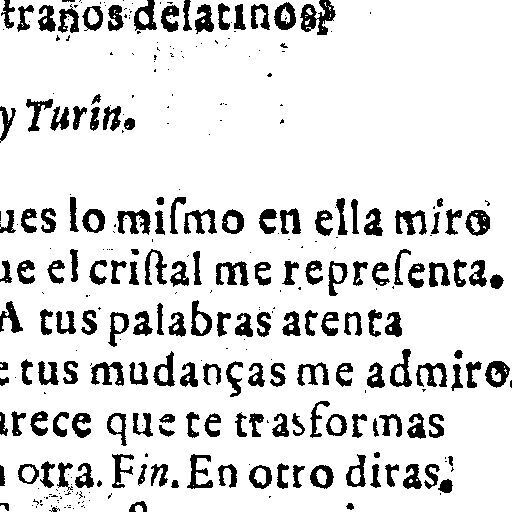 traños desatinos?
y Turin.
ues lo miſmo en ella miro
ue el criſtal me repreſenta.
A tus palabras atenta
e tus mudanças me admiro.
arece que te trasformas
n otra. Fin. En otro diras.